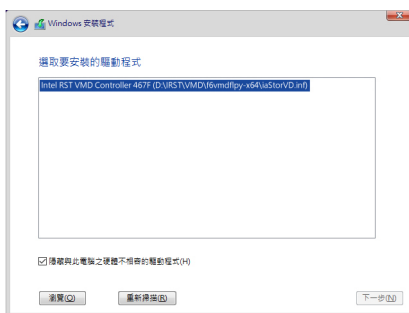 Windows 安裝程式
選取要安裝的驅動程式
Intel RST VMD Controller 467F (D:\IRST\VMD\f6vmdflpy-x64\iaStorVD.inf)
隱藏與此電腦之硬體不相容的驅動程式(H)
瀏覽(O) 重新掃描(R) 下一步(N)